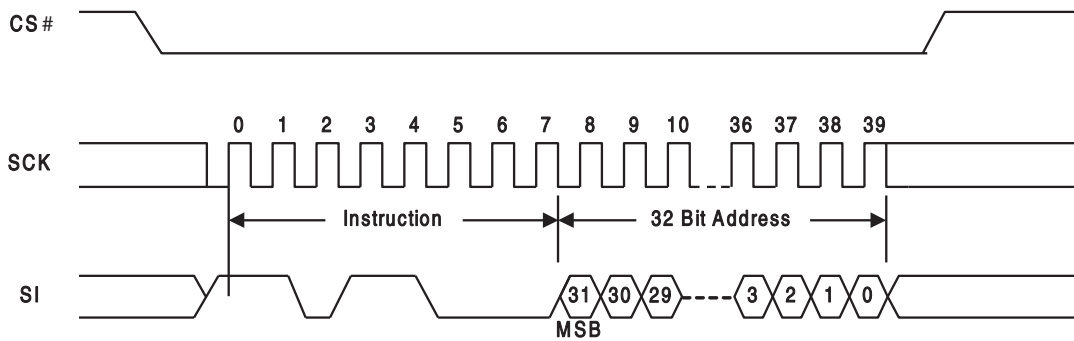 CS#
0 1 2 3 4 5 6 7 8 9 10 36 37 38 39
SCK
Instruction 32 Bit Address
SI 31 30 29 3 2 1 0
MSB